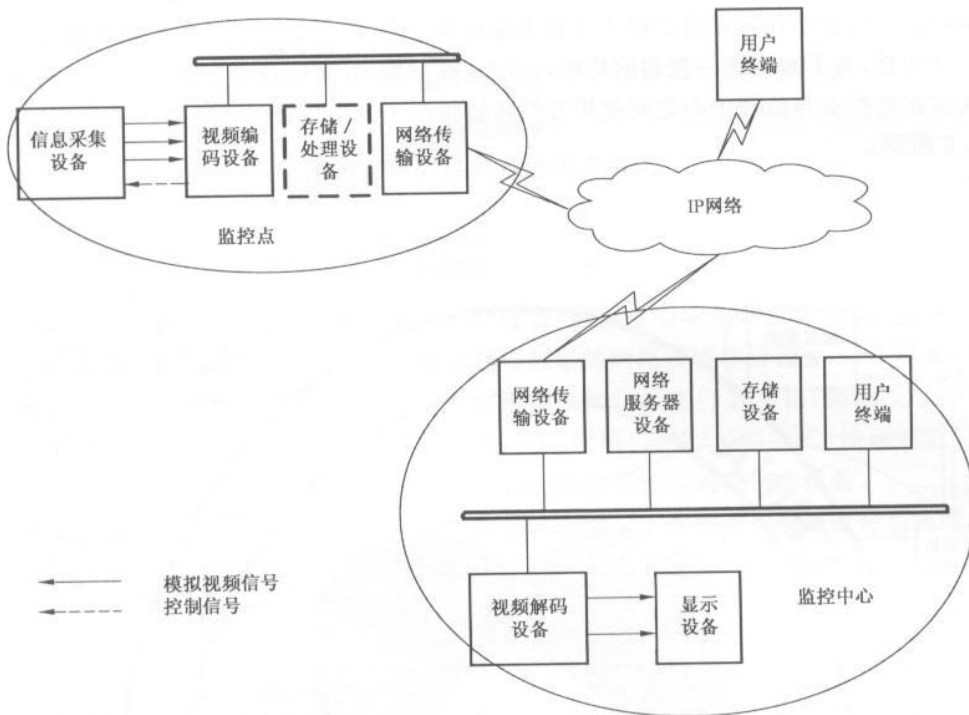 用户
终端
信息采集
设备
视频编
码设备
存储/
处理设
备
网络传
输设备
监控点
IP网络
网络传
输设备
网络
服务器
设备
存储
设备
用户
终端
模拟视频信号
控制信号
视频解码
设备
显示
设备
监控中心